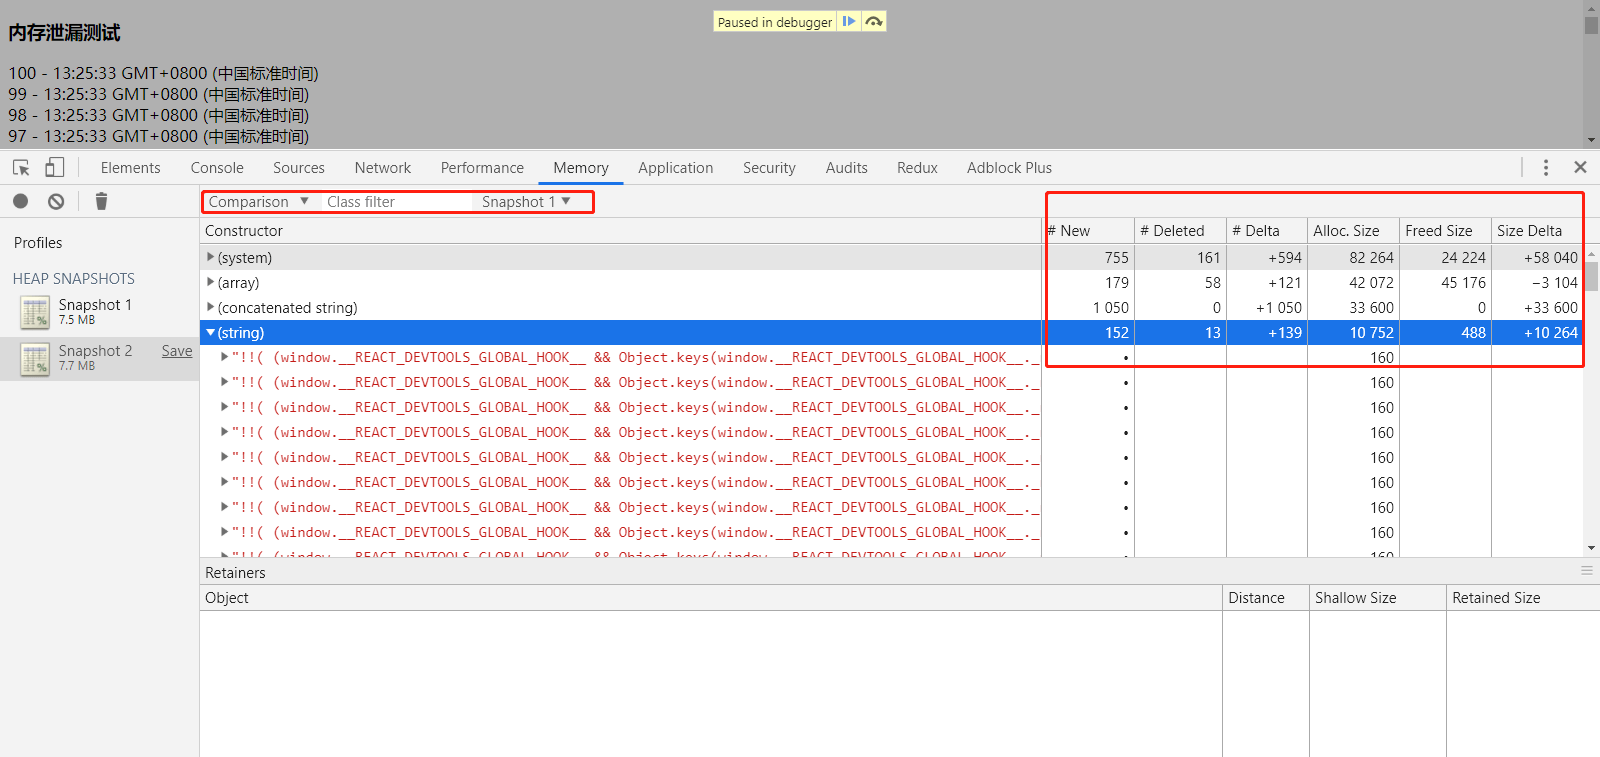 Paused in debugger
内存泄漏测试
100 - 13:25:33 GMT+0800 (中国标准时间)
99 - 13:25:33 GMT+0800 (中国标准时间)
98 - 13:25:33 GMT+0800 (中国标准时间)
97 - 13:25:33 GMT+0800 (中国标准时间)
Elements Console Sources Network Performance Memory Application Security Audits Redux Adblock Plus
Comparison ▼ Class filter Snapshot 1 ▼
Profiles
HEAP SNAPSHOTS
Snapshot 1
7.5 MB
Snapshot 2 Save
7.7 MB
Constructor # New # Deleted # Delta Alloc. Size Freed Size Size Delta
(system) 755 161 +594 82 264 24 224 +58 040
(array) 179 58 +121 42 072 45 176 −3 104
(concatenated string) 1 050 0 +1 050 33 600 0 +33 600
(string) 152 13 +139 10 752 488 +10 264
"!!( (window.__REACT_DEVTOOLS_GLOBAL_HOOK__ && Object.keys(window.__REACT_DEVTOOLS_GLOBAL_HOOK__._ • 160
"!!( (window.__REACT_DEVTOOLS_GLOBAL_HOOK__ && Object.keys(window.__REACT_DEVTOOLS_GLOBAL_HOOK__._ • 160
"!!( (window.__REACT_DEVTOOLS_GLOBAL_HOOK__ && Object.keys(window.__REACT_DEVTOOLS_GLOBAL_HOOK__._ • 160
"!!( (window.__REACT_DEVTOOLS_GLOBAL_HOOK__ && Object.keys(window.__REACT_DEVTOOLS_GLOBAL_HOOK__._ • 160
"!!( (window.__REACT_DEVTOOLS_GLOBAL_HOOK__ && Object.keys(window.__REACT_DEVTOOLS_GLOBAL_HOOK__._ • 160
"!!( (window.__REACT_DEVTOOLS_GLOBAL_HOOK__ && Object.keys(window.__REACT_DEVTOOLS_GLOBAL_HOOK__._ • 160
"!!( (window.__REACT_DEVTOOLS_GLOBAL_HOOK__ && Object.keys(window.__REACT_DEVTOOLS_GLOBAL_HOOK__._ • 160
"!!( (window.__REACT_DEVTOOLS_GLOBAL_HOOK__ && Object.keys(window.__REACT_DEVTOOLS_GLOBAL_HOOK__._ • 160
"!!( (window.__REACT_DEVTOOLS_GLOBAL_HOOK__ && Object.keys(window.__REACT_DEVTOOLS_GLOBAL_HOOK__._ • 160
Retainers
Object Distance Shallow Size Retained Size